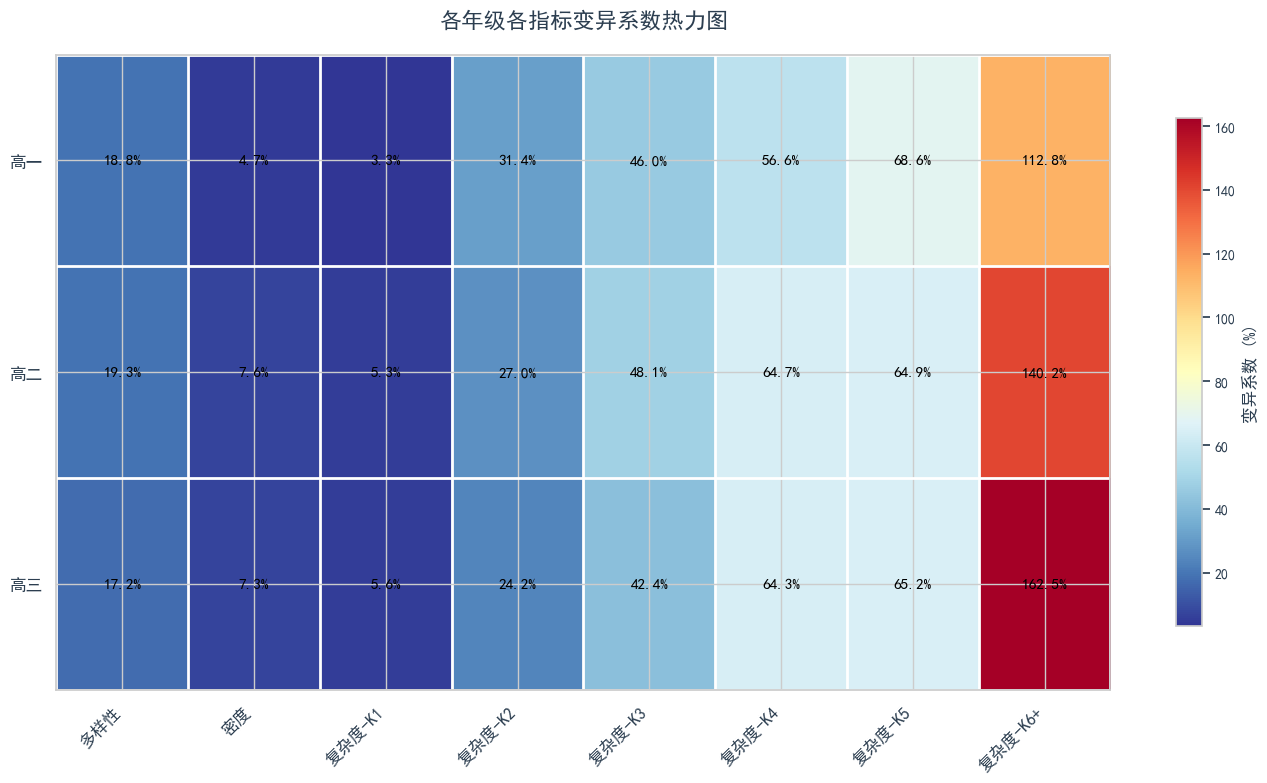 各年级各指标变异系数热力图
高一 18.8% 4.7% 3.3% 31.4% 46.0% 56.6% 68.6% 112.8%
高二 19.3% 7.6% 5.3% 27.0% 48.1% 64.7% 64.9% 140.2%
高三 17.2% 7.3% 5.6% 24.2% 42.4% 64.3% 65.2% 162.5%
多样性 密度 复杂度-K1 复杂度-K2 复杂度-K3 复杂度-K4 复杂度-K5 复杂度-K6+
160
140
120
100
80
60
40
20
变异系数 (%)